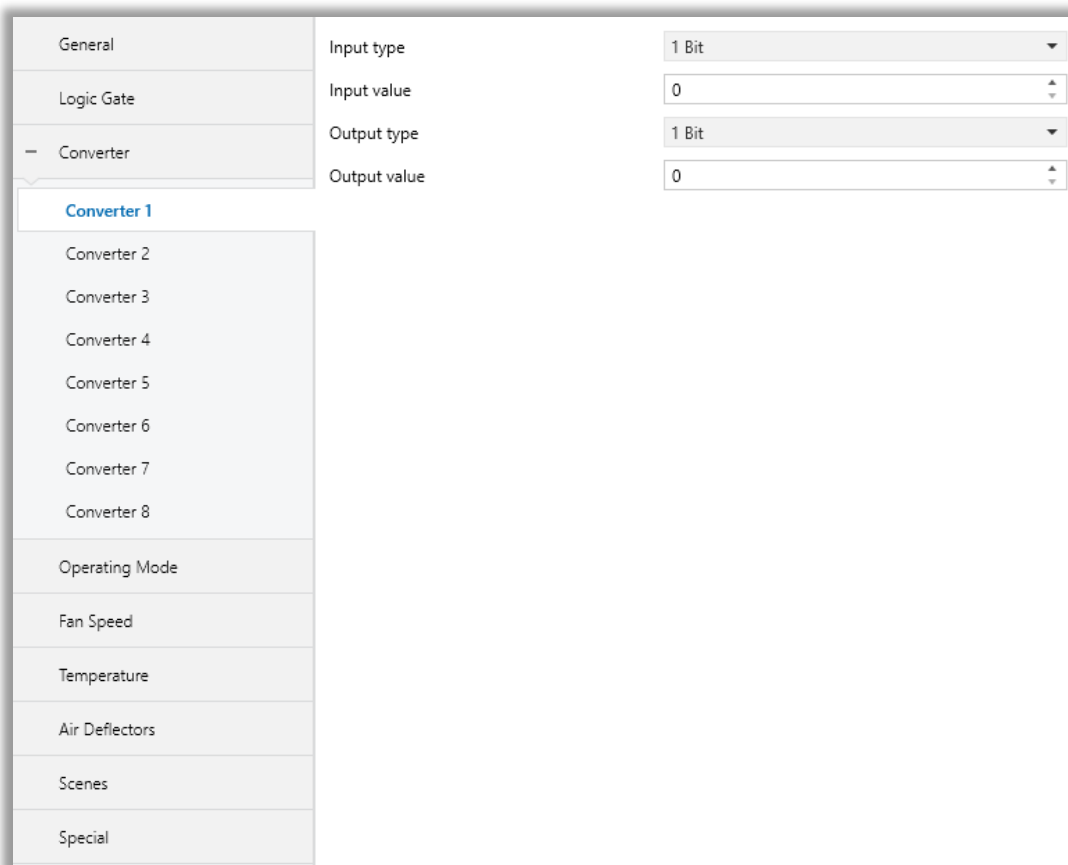 General
Logic Gate
Converter
Converter 1
Converter 2
Converter 3
Converter 4
Converter 5
Converter 6
Converter 7
Converter 8
Operating Mode
Fan Speed
Temperature
Air Deflectors
Scenes
Special
Input type 1 Bit
Input value 0
Output type 1 Bit
Output value 0